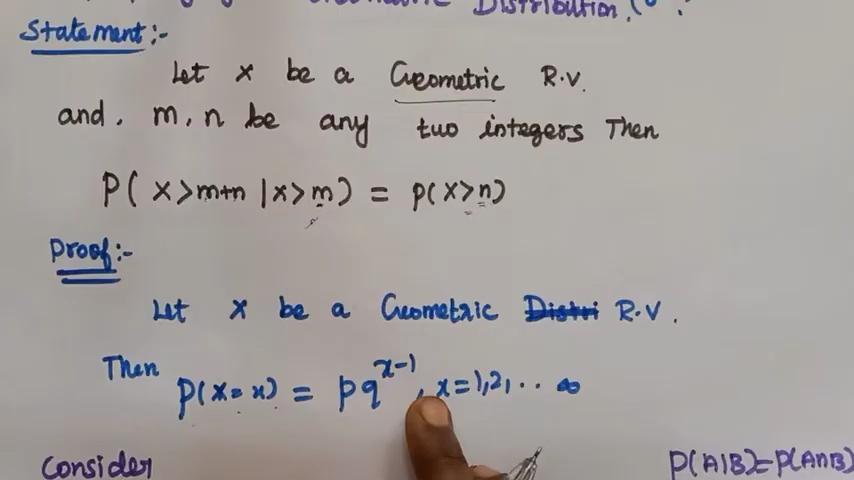 Distribution.
Statement:-
Let X be a Geometric R.V.
and. m, n be any two integers Then
P( X>m+n | X>m) = P(X>n)
Proof:-
Let X be a Geometric Distri R.V.
Then P(X=x) = pq^{x-1}, x=1,2,.. ∞
Consider P(A|B)=P(A∩B)